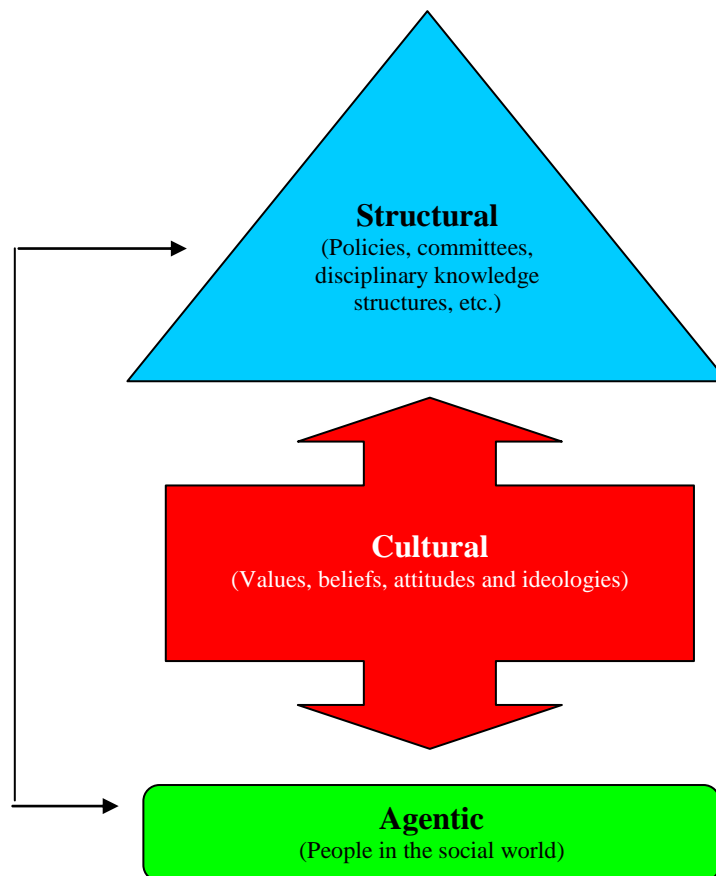 Structural
(Policies, committees,
disciplinary knowledge
structures, etc.)
Cultural
(Values, beliefs, attitudes and ideologies)
Agentic
(People in the social world)